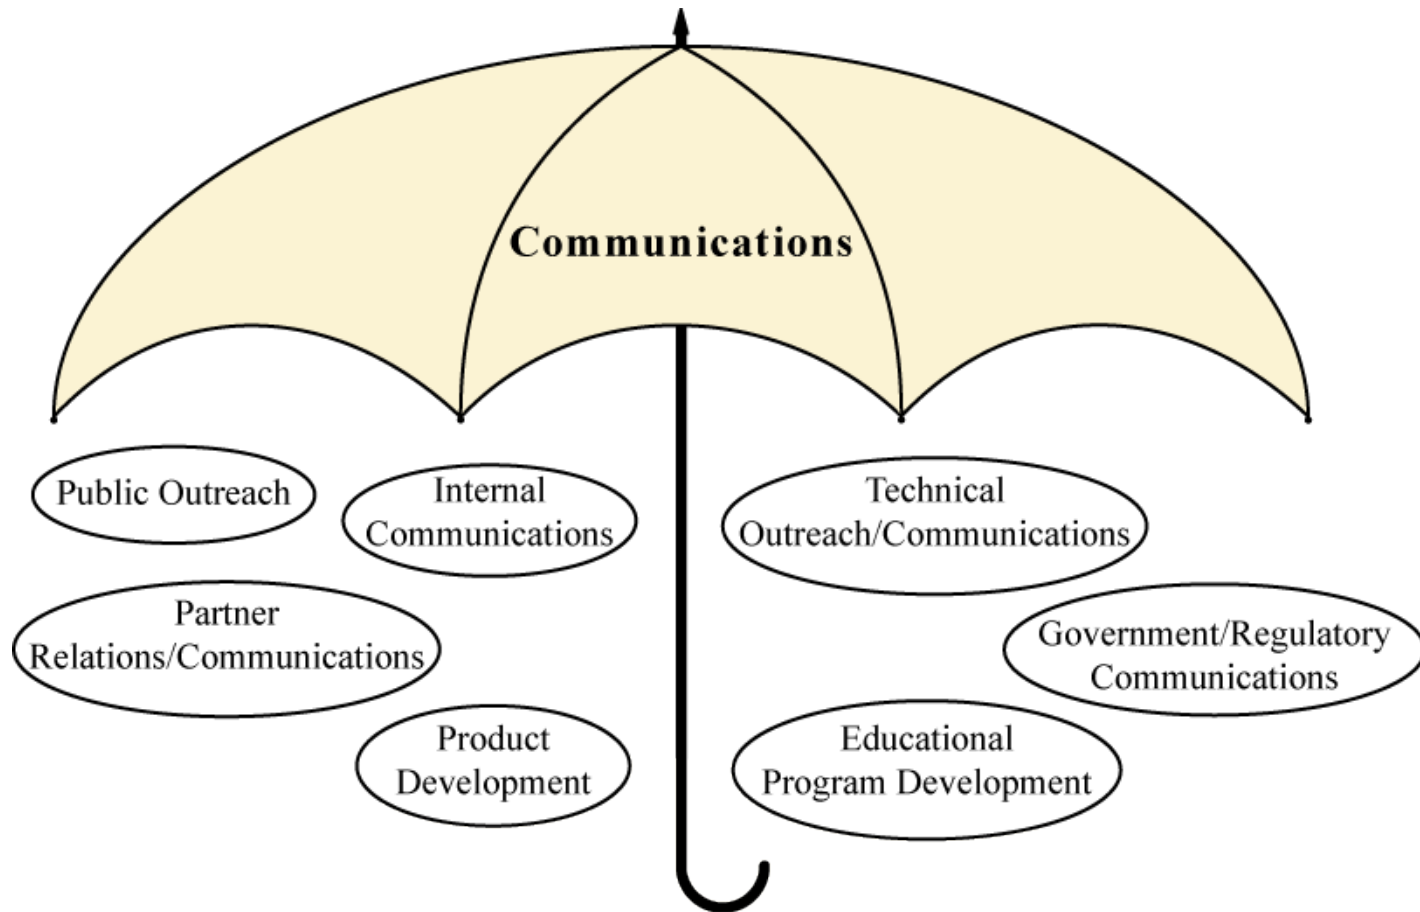 Communications
Public Outreach
Internal
Communications
Technical
Outreach/Communications
Partner
Relations/Communications
Government/Regulatory
Communications
Product
Development
Educational
Program Development